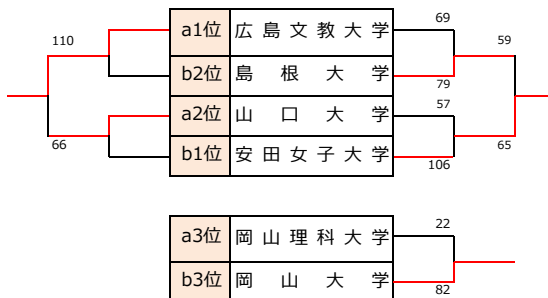 110
69
59
a1位 広島文教大学
b2位 島根大学
79
a2位 山口大学
57
66
b1位 安田女子大学
106
65
a3位 岡山理科大学
22
b3位 岡山大学
82